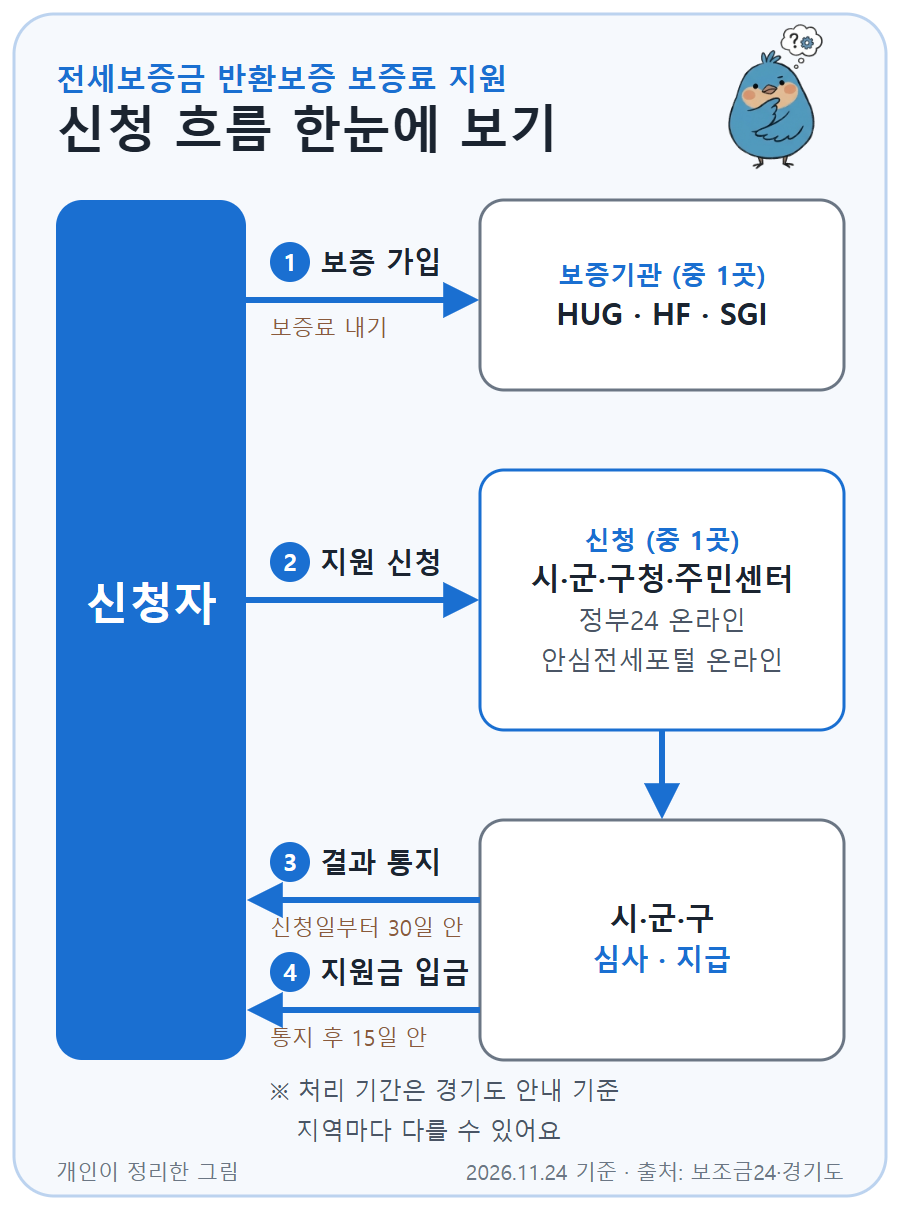 ?
전세보증금 반환보증 보증료 지원
신청 흐름 한눈에 보기
신청자
1 보증 가입
보증료 내기
보증기관 (중 1곳)
HUG · HF · SGI
2 지원 신청
신청 (중 1곳)
시·군·구청·주민센터
정부24 온라인
안심전세포털 온라인
3 결과 통지
신청일부터 30일 안
4 지원금 입금
통지 후 15일 안
시·군·구
심사 · 지급
※ 처리 기간은 경기도 안내 기준
지역마다 다를 수 있어요
개인이 정리한 그림
2026.11.24 기준 · 출처: 보조금24·경기도